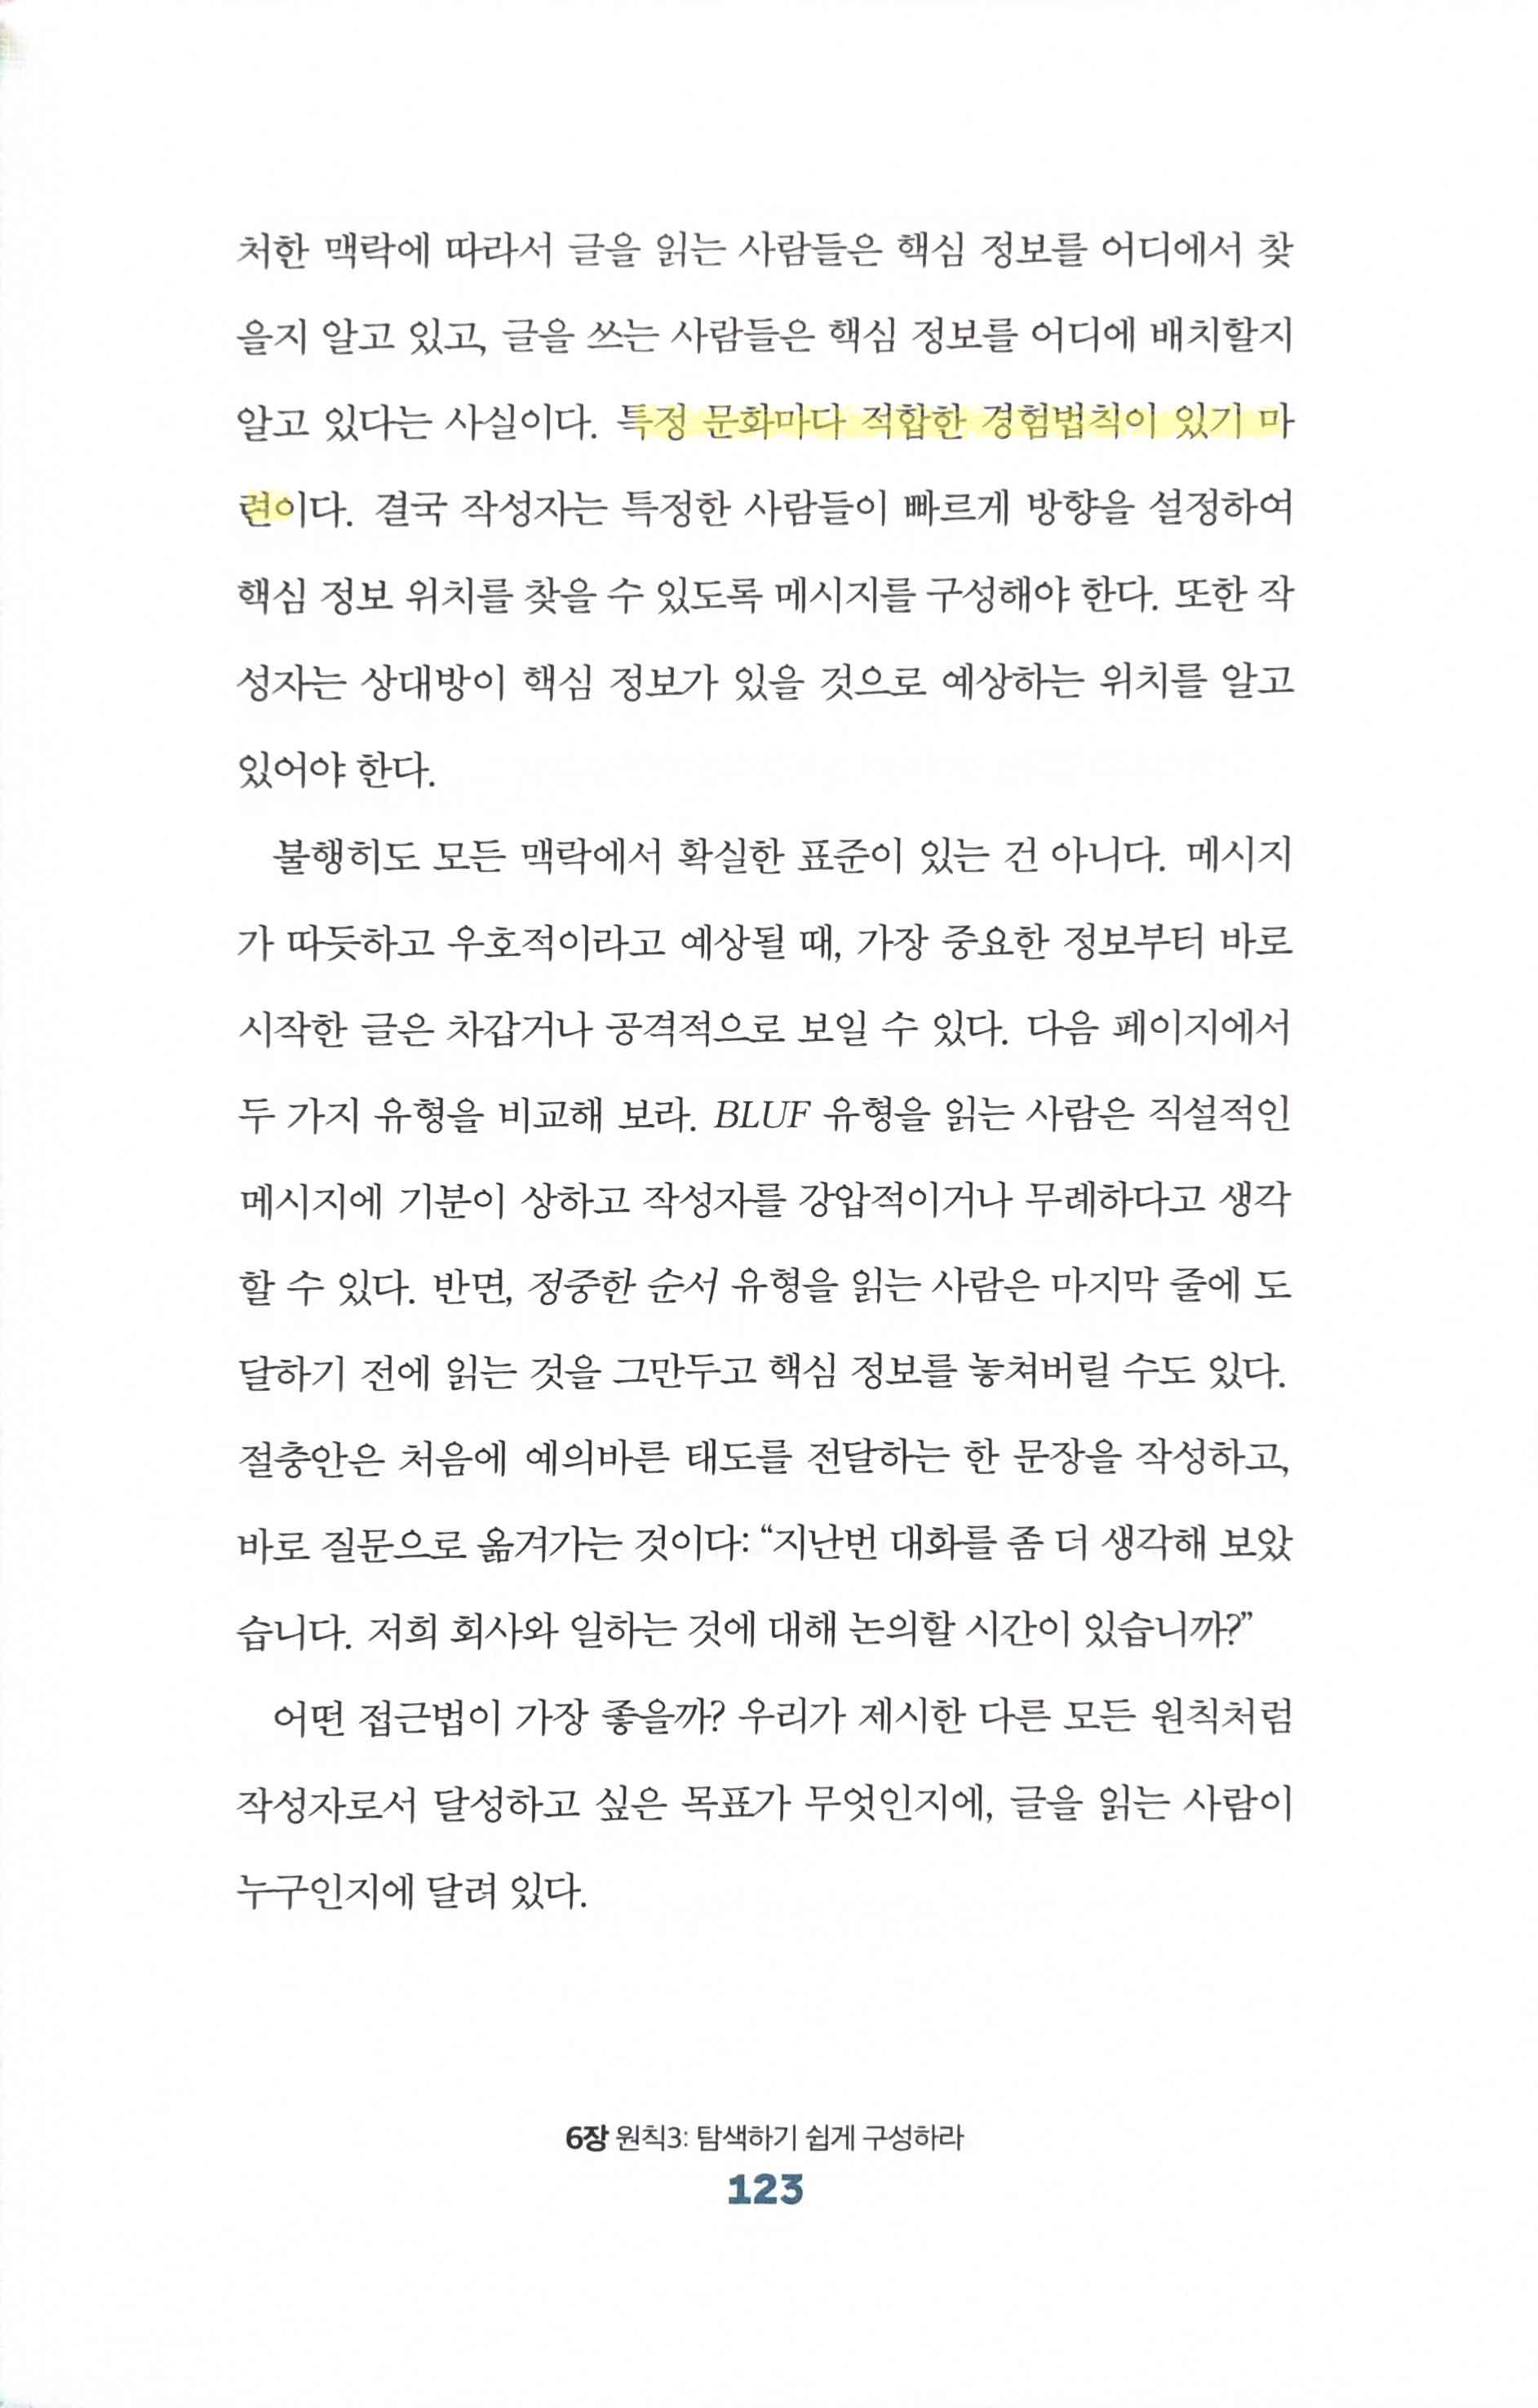 처한 맥락에 따라서 글을 읽는 사람들은 핵심 정보를 어디에서 찾
을지 알고 있고, 글을 쓰는 사람들은 핵심 정보를 어디에 배치할지
알고 있다는 사실이다. 특정 문화마다 적합한 경험법칙이 있기 마
련이다. 결국 작성자는 특정한 사람들이 빠르게 방향을 설정하여
핵심 정보 위치를 찾을 수 있도록 메시지를 구성해야 한다. 또한 작
성자는 상대방이 핵심 정보가 있을 것으로 예상하는 위치를 알고
있어야 한다.
불행히도 모든 맥락에서 확실한 표준이 있는 건 아니다. 메시지
가 따듯하고 우호적이라고 예상될 때, 가장 중요한 정보부터 바로
시작한 글은 차갑거나 공격적으로 보일 수 있다. 다음 페이지에서
두 가지 유형을 비교해 보라. BLUF 유형을 읽는 사람은 직설적인
메시지에 기분이 상하고 작성자를 강압적이거나 무례하다고 생각
할 수 있다. 반면, 정중한 순서 유형을 읽는 사람은 마지막 줄에 도
달하기 전에 읽는 것을 그만두고 핵심 정보를 놓쳐버릴 수도 있다.
절충안은 처음에 예의바른 태도를 전달하는 한 문장을 작성하고,
바로 질문으로 옮겨가는 것이다: “지난번 대화를 좀 더 생각해 보았
습니다. 저희 회사와 일하는 것에 대해 논의할 시간이 있습니까?”
어떤 접근법이 가장 좋을까? 우리가 제시한 다른 모든 원칙처럼
작성자로서 달성하고 싶은 목표가 무엇인지에, 글을 읽는 사람이
누구인지에 달려 있다.
6장 원칙3: 탐색하기 쉽게 구성하라
123